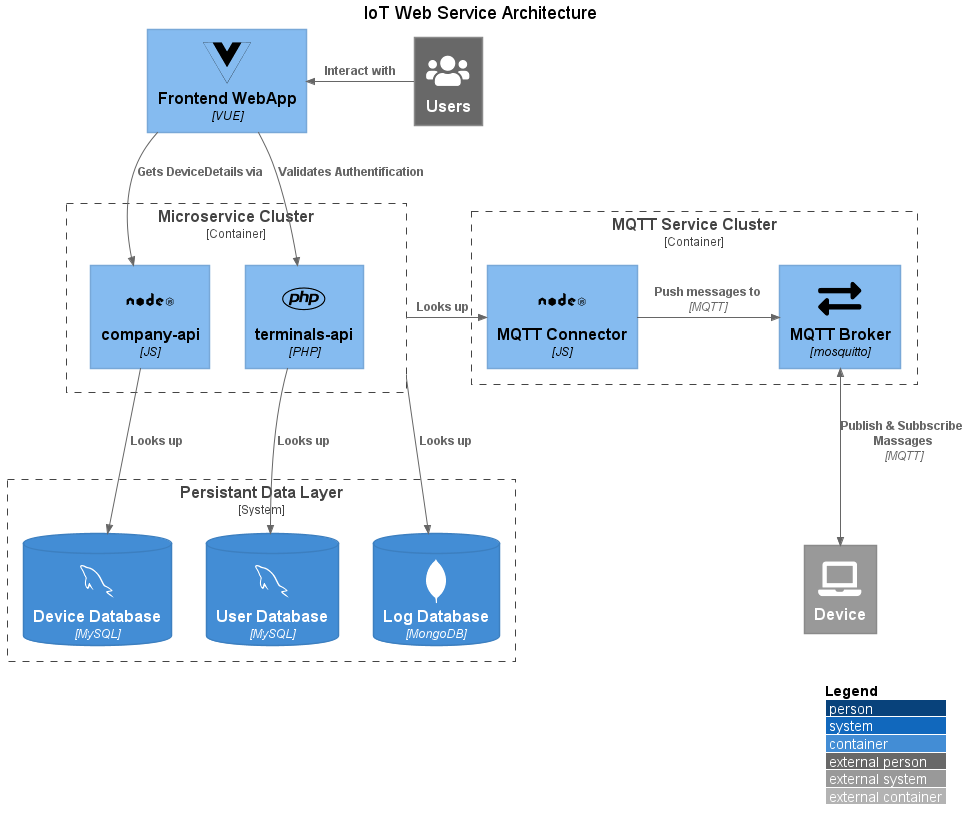 IoT Web Service Architecture
Frontend WebApp
[VUE]
Interact with
Users
Gets DeviceDetails via
Validates Authentification
Microservice Cluster
[Container]
node
company-api
[JS]
php
terminals-api
[PHP]
Looks up
MQTT Service Cluster
[Container]
node
MQTT Connector
[JS]
Push messages to
[MQTT]
MQTT Broker
[mosquitto]
Looks up
Looks up
Looks up
Publish & Subbscribe
Massages
[MQTT]
Persistant Data Layer
[System]
Device Database
[MySQL]
User Database
[MySQL]
Log Database
[MongoDB]
Device
Legend
person
system
container
external person
external system
external container